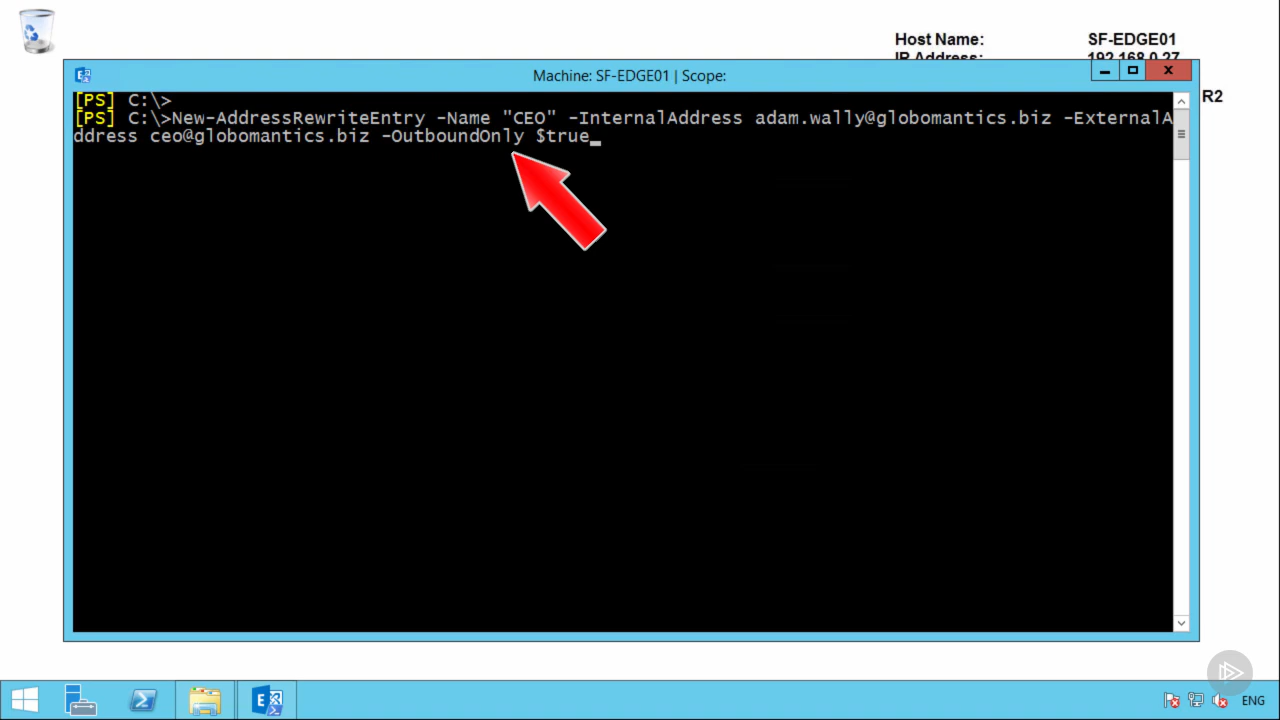 Host Name: SF-EDGE01
IP Address: 192.168.0.27
Machine: SF-EDGE01 | Scope:
R2
[PS] C:\>
[PS] C:\>New-AddressRewriteEntry -Name "CEO" -InternalAddress adam.wally@globomantics.biz -ExternalA
ddress ceo@globomantics.biz -OutboundOnly $true
ENG